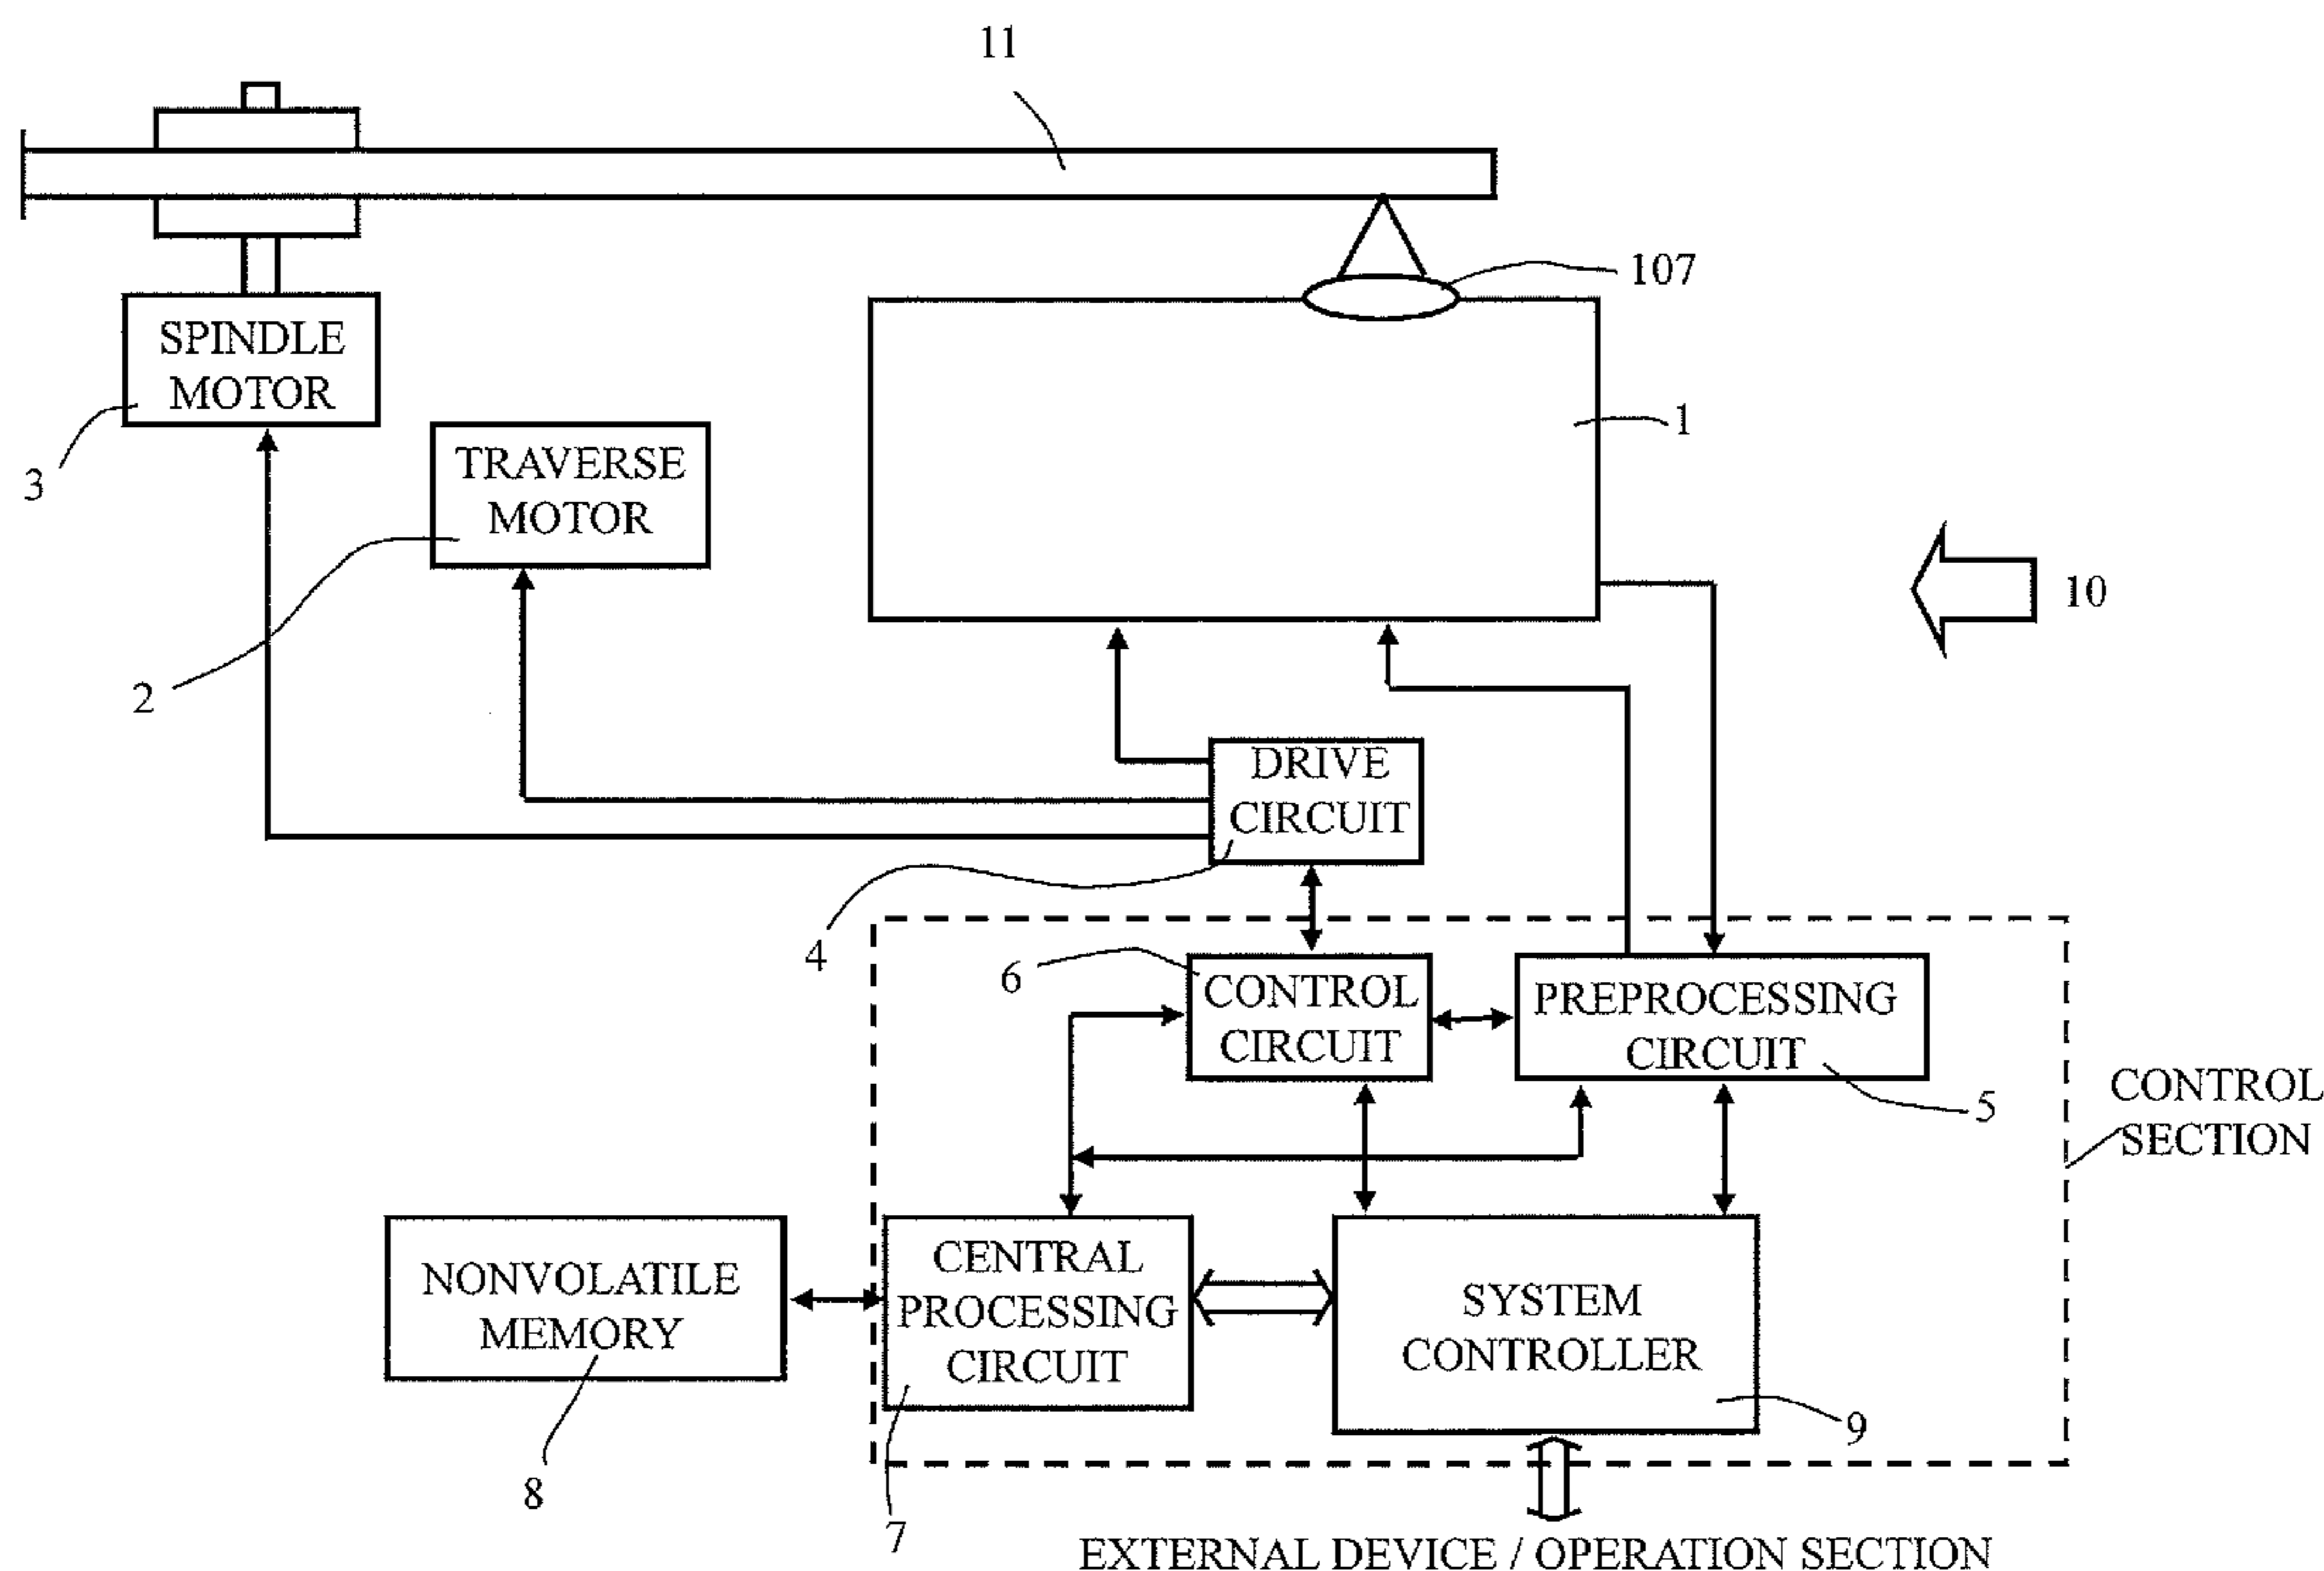 11
107
SPINDLE
MOTOR
1
3
TRAVERSE
MOTOR
10
2
DRIVE
CIRCUIT
4
6
CONTROL
CIRCUIT
PREPROCESSING
CIRCUIT
5
CONTROL
SECTION
NONVOLATILE
MEMORY
CENTRAL
PROCESSING
CIRCUIT
SYSTEM
CONTROLLER
9
8
7
EXTERNAL DEVICE / OPERATION SECTION